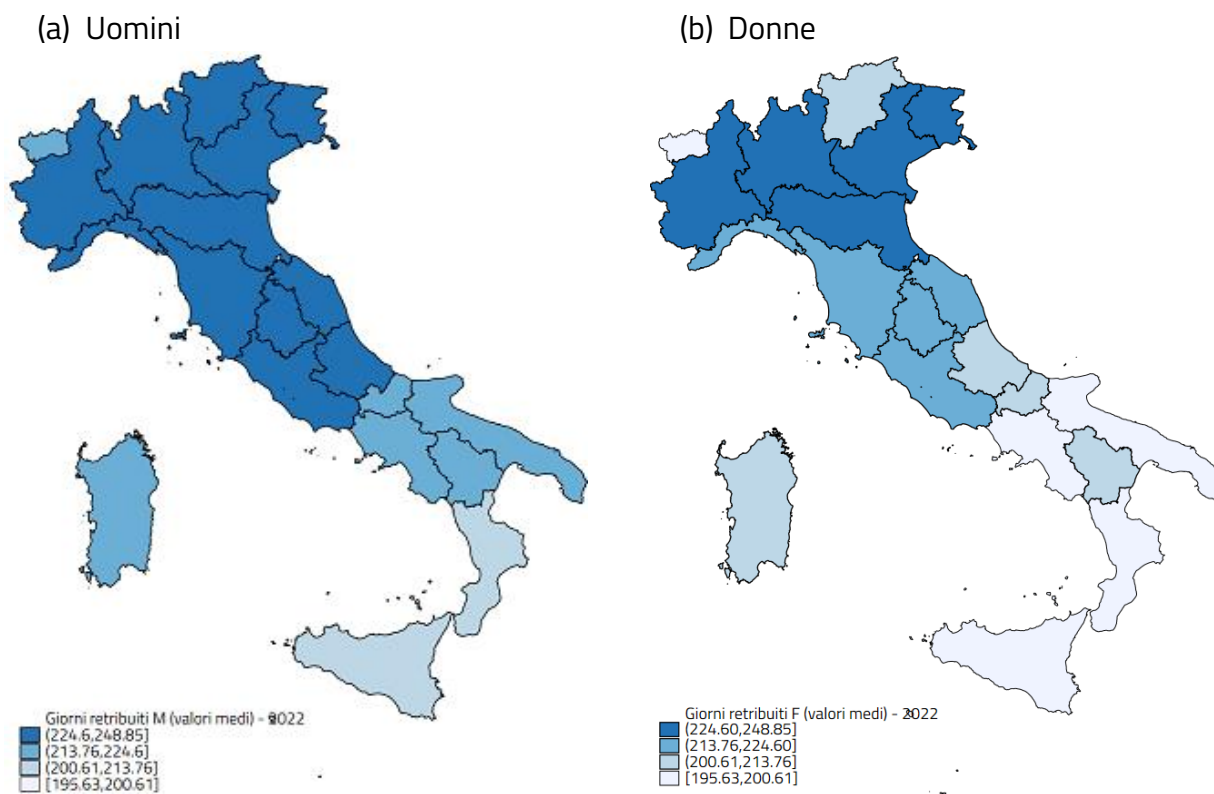 (a) Uomini
(b) Donne
Giorni retribuiti M (valori medi) - 2022
(224.6,248.85]
(213.76,224.6]
(200.61,213.76]
[195.63,200.61]
Giorni retribuiti F (valori medi) - 2022
(224.60,248.85]
(213.76,224.60]
(200.61,213.76]
[195.63,200.61]